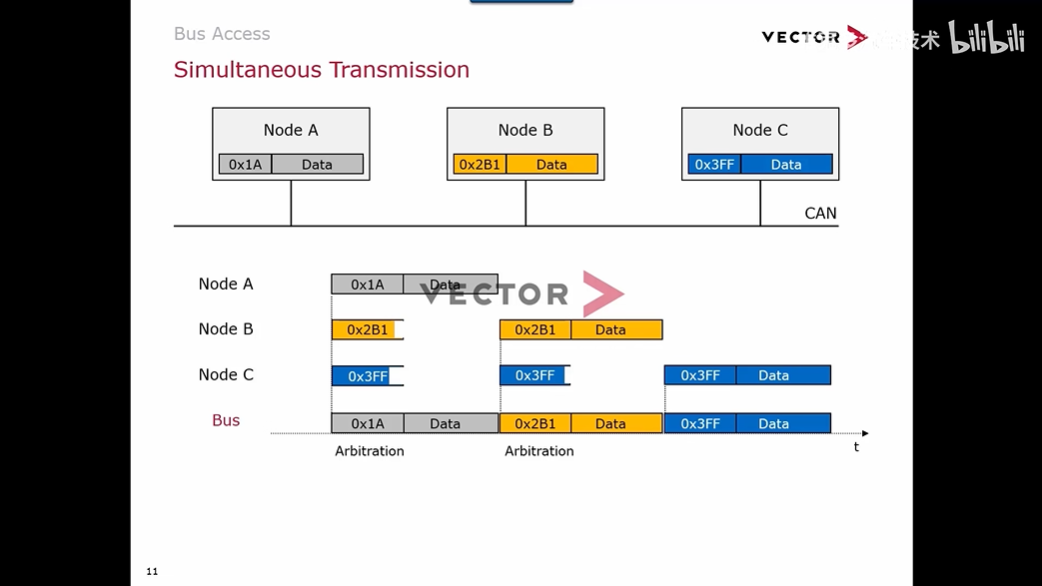 Bus Access
VECTOR
技术 bilibili
Simultaneous Transmission
Node A
Node B
Node C
0x1A Data
0x2B1 Data
0x3FF Data
CAN
Node A 0x1A Data
VECTOR
Node B 0x2B1 0x2B1 Data
Node C 0x3FF 0x3FF 0x3FF Data
Bus 0x1A Data 0x2B1 Data 0x3FF Data
t
Arbitration Arbitration
11